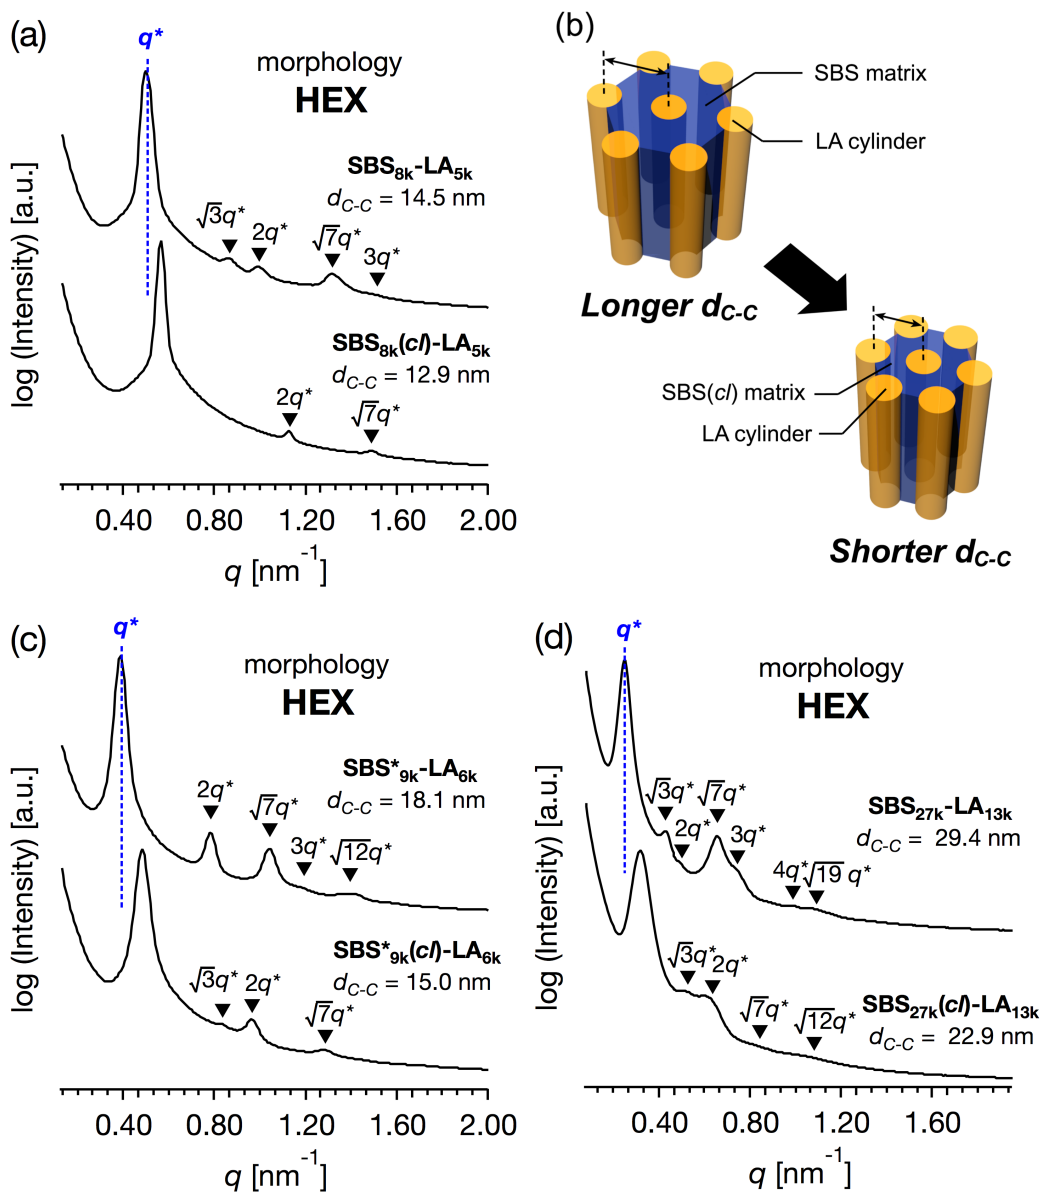 (a)
q*
morphology
HEX
SBS8k-LA5k
dC-C = 14.5 nm
√3q* 2q* √7q* 3q*
SBS8k(cl)-LA5k
dC-C = 12.9 nm
2q* √7q*
log (Intensity) [a.u.]
0.40 0.80 1.20 1.60 2.00
q [nm-1]
(b)
SBS matrix
LA cylinder
Longer dC-C
SBS(cl) matrix
LA cylinder
Shorter dC-C
(c)
q*
morphology
HEX
SBS*9k-LA6k
dC-C = 18.1 nm
2q* √7q* 3q* √12q*
SBS*9k(cl)-LA6k
dC-C = 15.0 nm
√3q* 2q* √7q*
log (Intensity) [a.u.]
0.40 0.80 1.20 1.60 2.00
q [nm-1]
(d)
q*
morphology
HEX
SBS27k-LA13k
dC-C = 29.4 nm
√3q* √7q*
2q* 3q*
4q* √19 q*
SBS27k(cl)-LA13k
dC-C = 22.9 nm
√3q* 2q*
√7q* √12q*
log (Intensity) [a.u.]
0.40 0.80 1.20 1.60
q [nm-1]